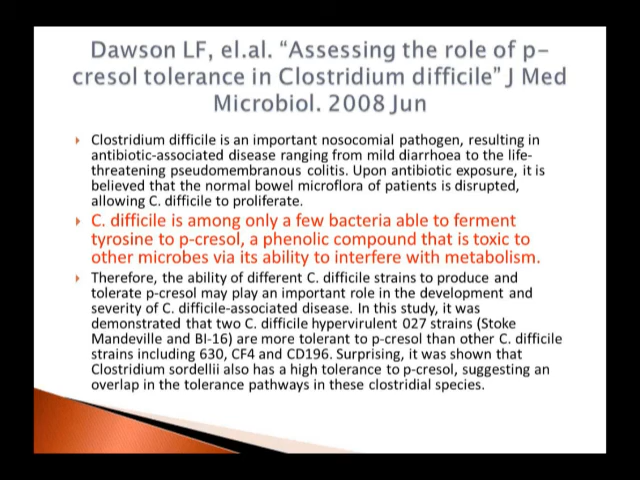 Dawson LF, el.al. “Assessing the role of p-
cresol tolerance in Clostridium difficile” J Med
Microbiol. 2008 Jun
Clostridium difficile is an important nosocomial pathogen, resulting in
antibiotic-associated disease ranging from mild diarrhoea to the life-
threatening pseudomembranous colitis. Upon antibiotic exposure, it is
believed that the normal bowel microflora of patients is disrupted,
allowing C. difficile to proliferate.
C. difficile is among only a few bacteria able to ferment
tyrosine to p-cresol, a phenolic compound that is toxic to
other microbes via its ability to interfere with metabolism.
Therefore, the ability of different C. difficile strains to produce and
tolerate p-cresol may play an important role in the development and
severity of C. difficile-associated disease. In this study, it was
demonstrated that two C. difficile hypervirulent 027 strains (Stoke
Mandeville and BI-16) are more tolerant to p-cresol than other C. difficile
strains including 630, CF4 and CD196. Surprising, it was shown that
Clostridium sordellii also has a high tolerance to p-cresol, suggesting an
overlap in the tolerance pathways in these clostridial species.